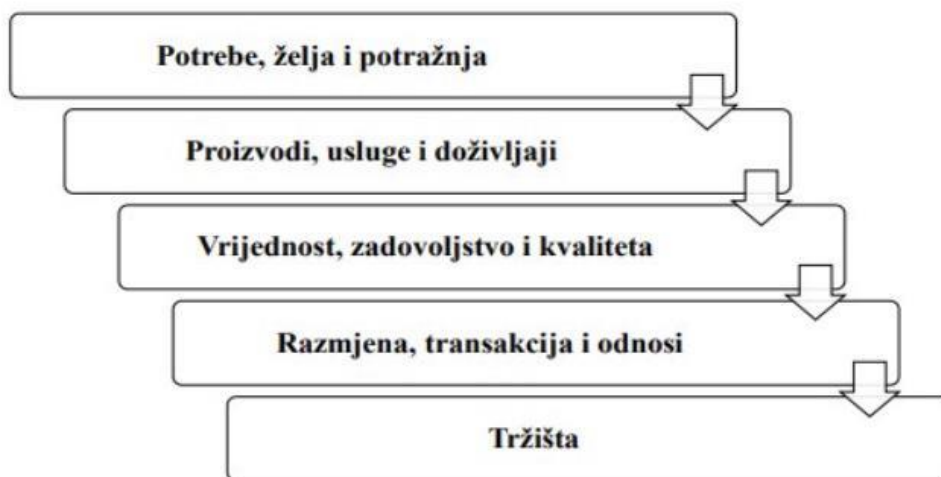 Potrebe, želja i potražnja
Proizvodi, usluge i doživljaji
Vrijednost, zadovoljstvo i kvaliteta
Razmjena, transakcija i odnosi
Tržišta